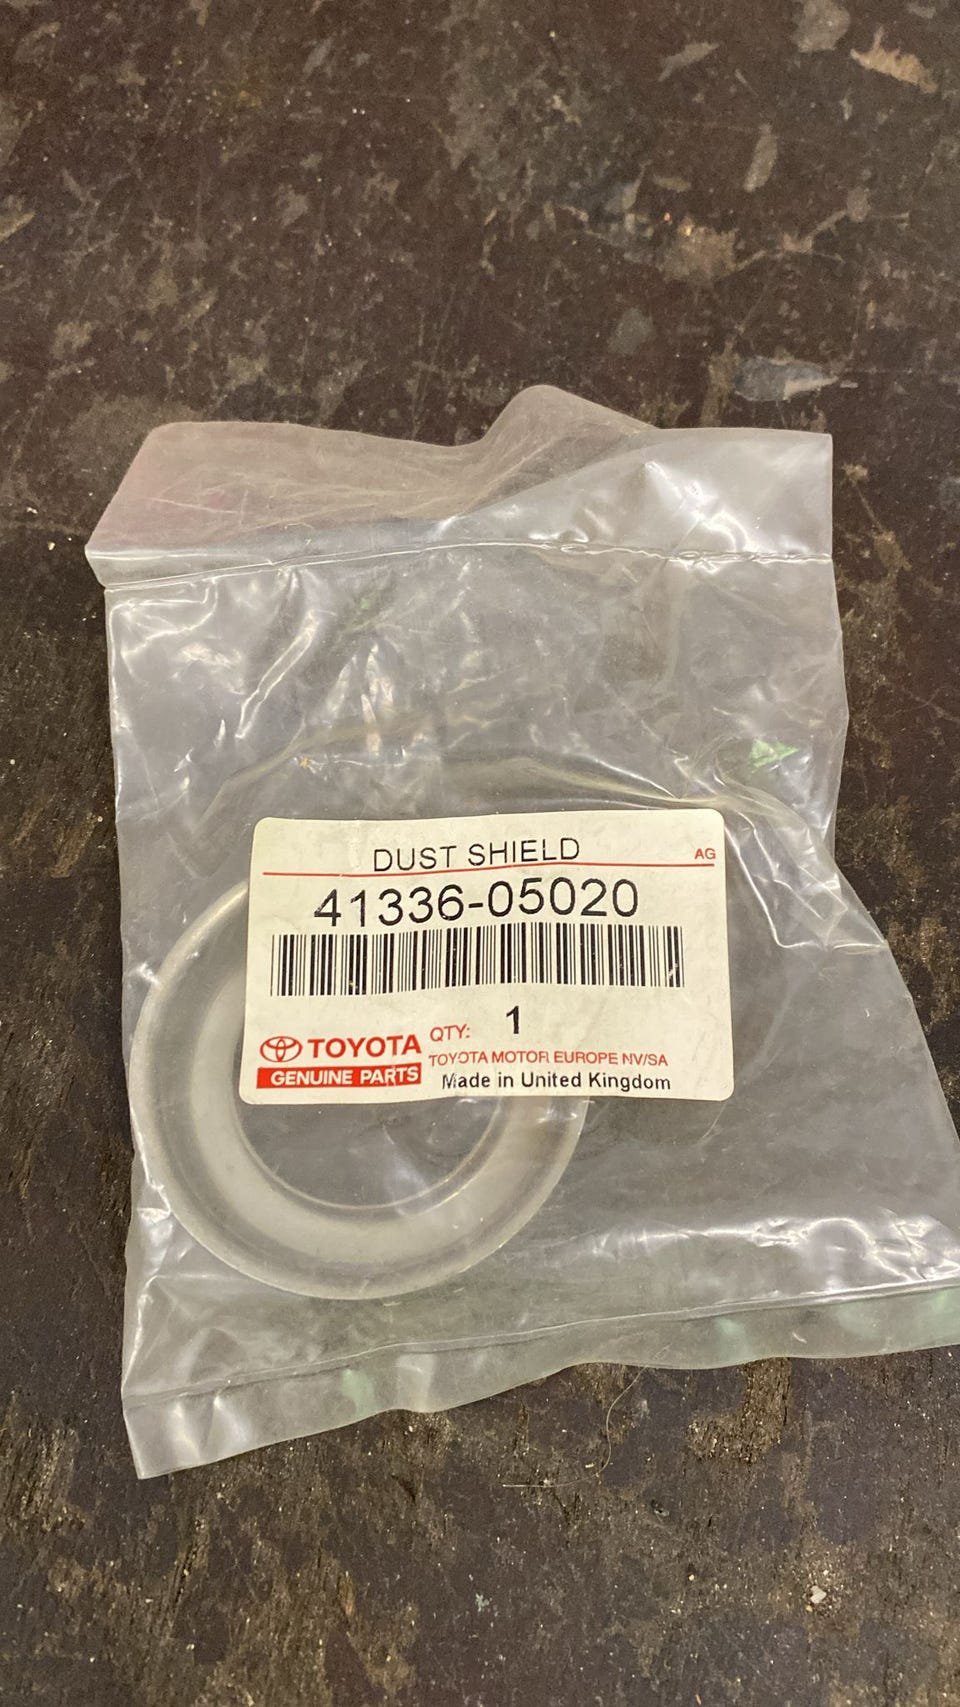 DUST SHIELD
AG
41336-05020
QTY: 1
TOYOTA
TOYOTA MOTOR EUROPE NV/SA
GENUINE PARTS
Made in United Kingdom